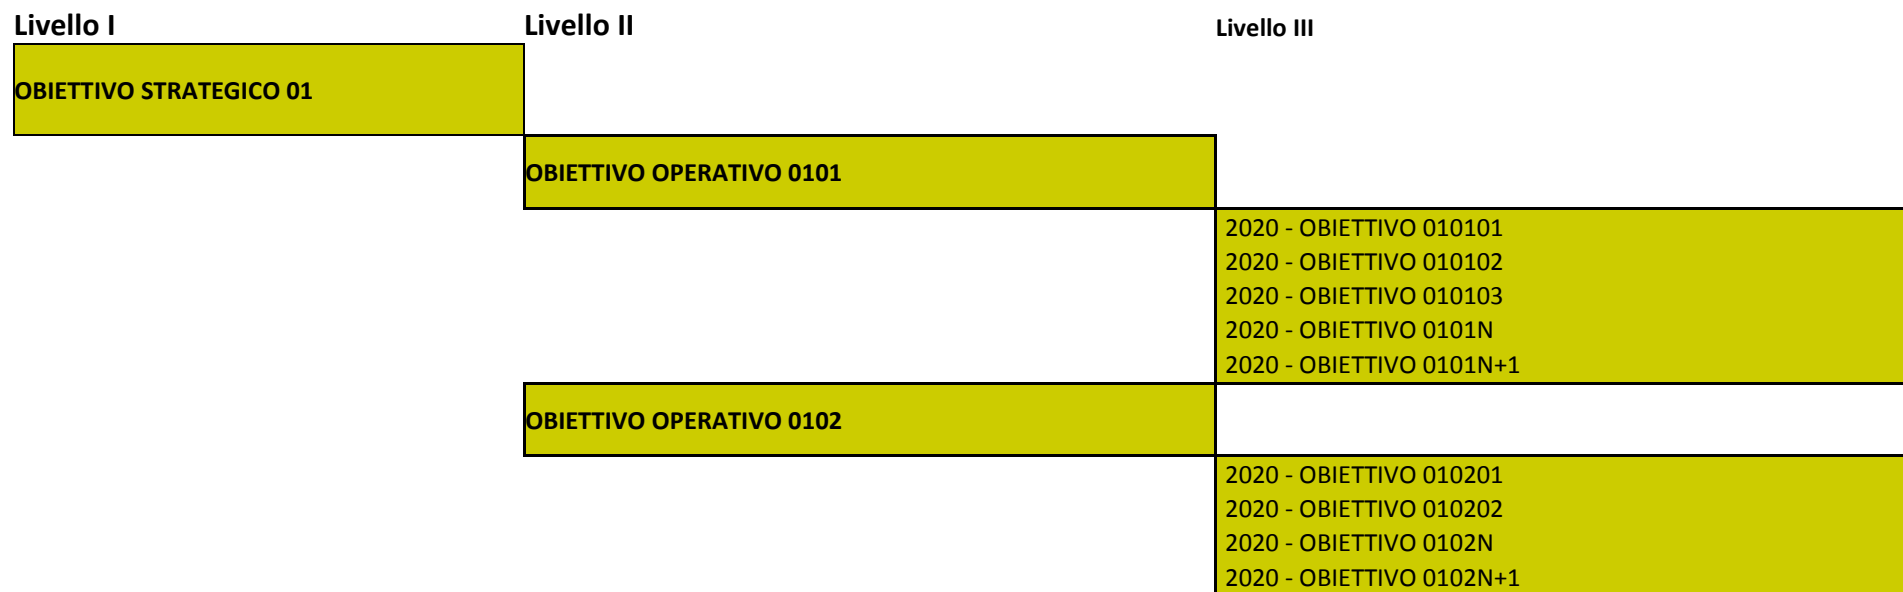 Livello I
Livello II
Livello III
OBIETTIVO STRATEGICO 01
OBIETTIVO OPERATIVO 0101
2020 - OBIETTIVO 010101
2020 - OBIETTIVO 010102
2020 - OBIETTIVO 010103
2020 - OBIETTIVO 0101N
2020 - OBIETTIVO 0101N+1
OBIETTIVO OPERATIVO 0102
2020 - OBIETTIVO 010201
2020 - OBIETTIVO 010202
2020 - OBIETTIVO 0102N
2020 - OBIETTIVO 0102N+1